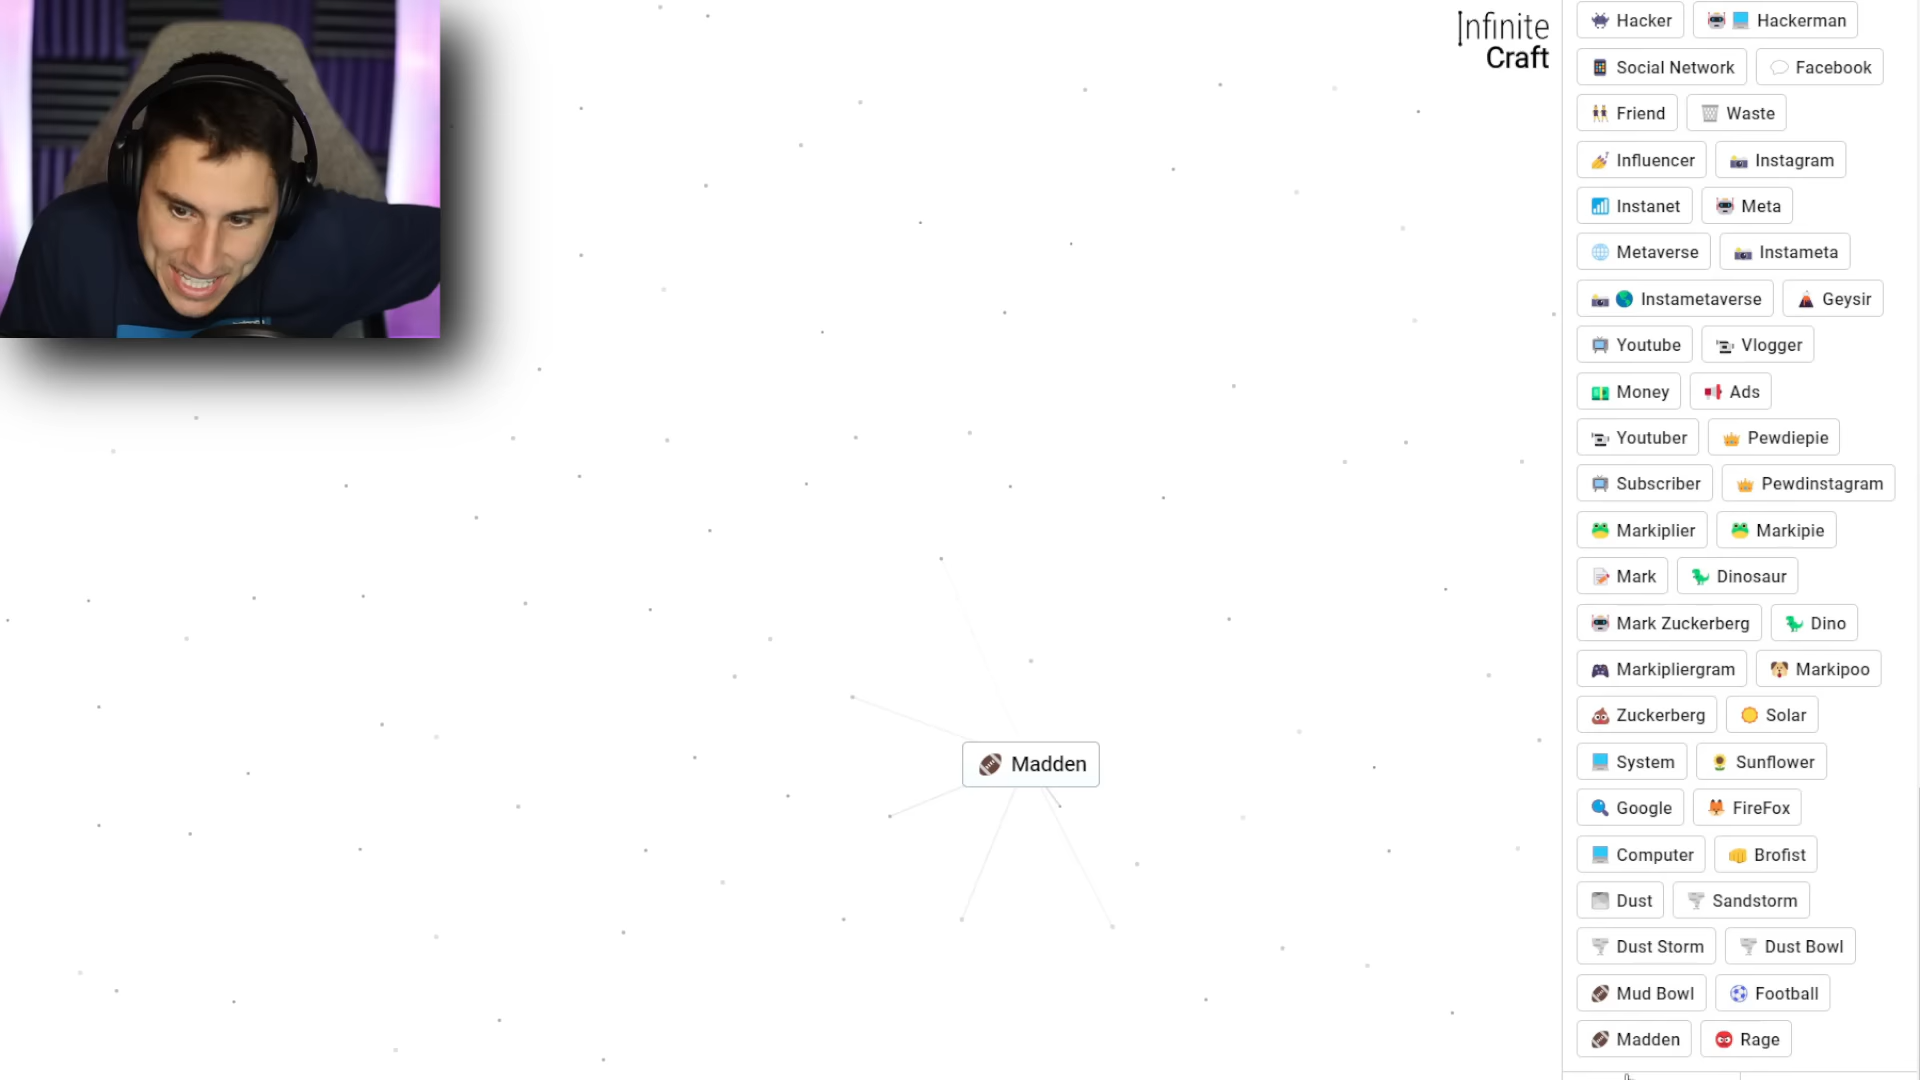 Infinite
Craft
Hacker
Hackerman
Social Network
Facebook
Friend
Waste
Influencer
Instagram
Instanet
Meta
Metaverse
Instameta
Instametaverse
Geysir
Youtube
Vlogger
Money
Ads
Youtuber
Pewdiepie
Subscriber
Pewdinstagram
Markiplier
Markipie
Mark
Dinosaur
Mark Zuckerberg
Dino
Markipliergram
Markipoo
Zuckerberg
Solar
Madden
System
Sunflower
Google
FireFox
Computer
Brofist
Dust
Sandstorm
Dust Storm
Dust Bowl
Mud Bowl
Football
Madden
Rage